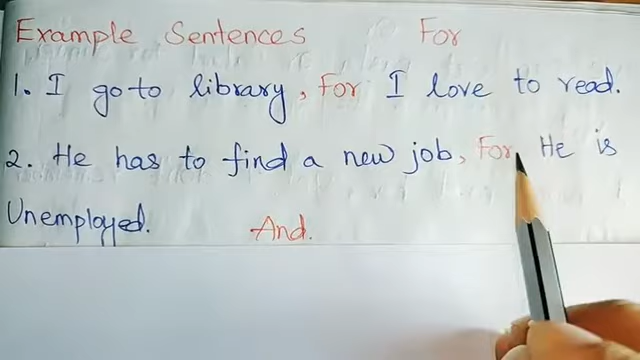 Example Sentences For
1. I go to library, For I love to read.
2. He has to find a new job, For He is
Unemployed. And.